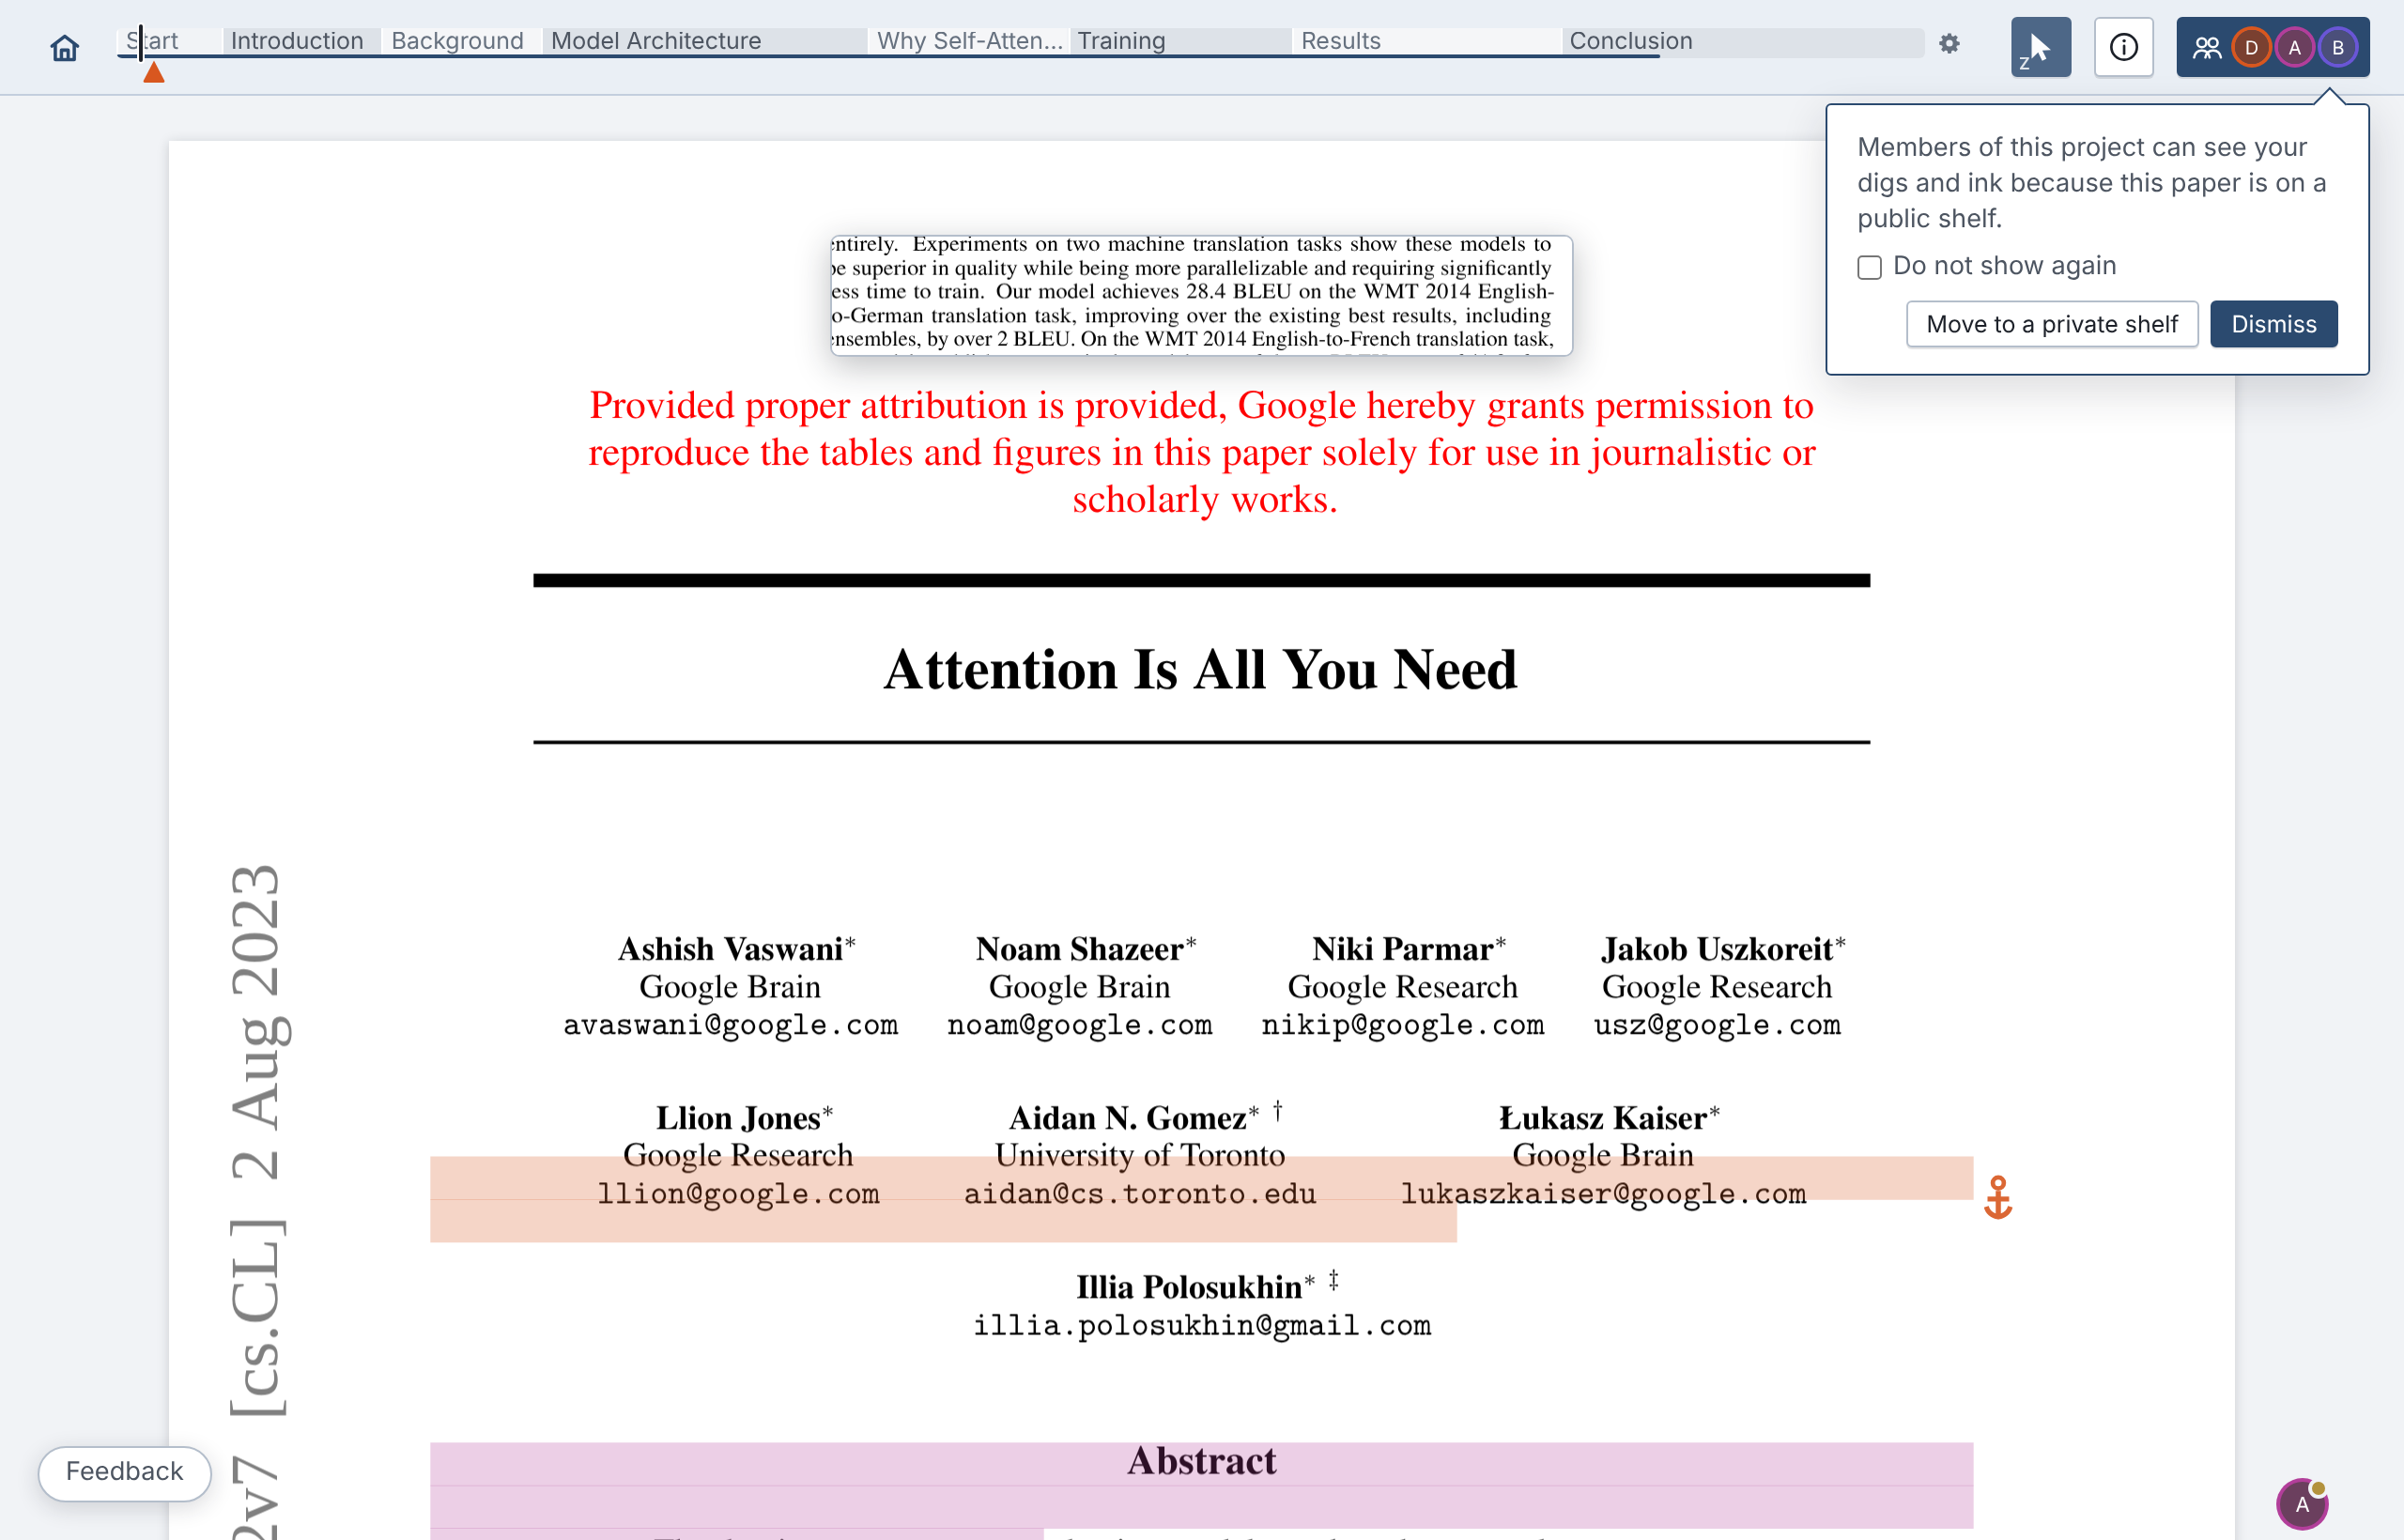 Start
Introduction
Background
Model Architecture
Why Self-Atten...
Training
Results
Conclusion
z
D
A
B
Members of this project can see your
digs and ink because this paper is on a
public shelf.
Do not show again
Move to a private shelf
Dismiss
Experiments on two machine translation tasks show these models to
superior in quality while being more parallelizable and requiring significantly
time to train. Our model achieves 28.4 BLEU on the WMT 2014 English-
o-German translation task, improving over the existing best results, including
by over 2 BLEU. On the WMT 2014 English-to-French translation task,
Provided proper attribution is provided, Google hereby grants permission to
reproduce the tables and figures in this paper solely for use in journalistic or
scholarly works.
Attention Is All You Need
Ashish Vaswani*
Google Brain
avaswani@google.com
Noam Shazeer*
Google Brain
noam@google.com
Niki Parmar*
Google Research
nikip@google.com
Jakob Uszkoreit*
Google Research
usz@google.com
Llion Jones*
Google Research
llion@google.com
Aidan N. Gomez* †
University of Toronto
aidan@cs.toronto.edu
Łukasz Kaiser*
Google Brain
lukaszkaiser@google.com
Illia Polosukhin* ‡
illia.polosukhin@gmail.com
2v7 [cs.CL] 2 Aug 2023
Abstract
Feedback
A